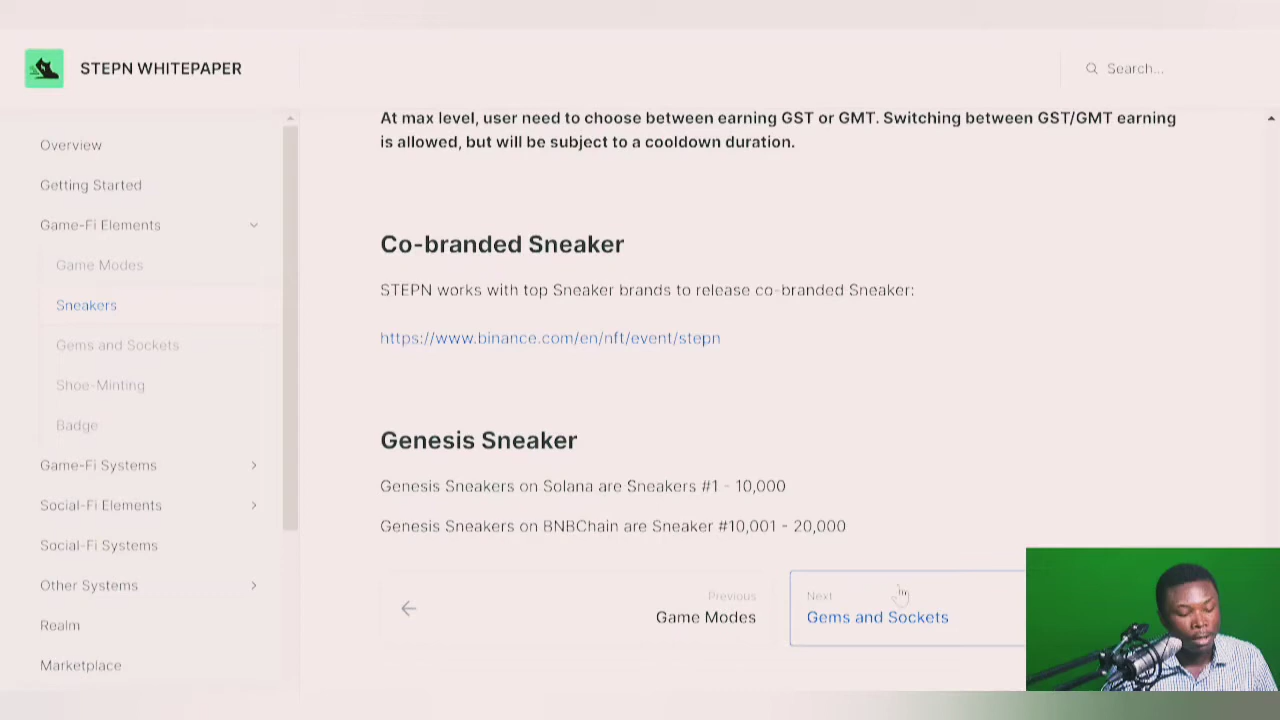 STEPN WHITEPAPER
Search...
Overview
Getting Started
Game-Fi Elements
Game Modes
Sneakers
Gems and Sockets
Shoe-Minting
Badge
Game-Fi Systems
Social-Fi Elements
Social-Fi Systems
Other Systems
Realm
Marketplace
At max level, user need to choose between earning GST or GMT. Switching between GST/GMT earning
is allowed, but will be subject to a cooldown duration.
Co-branded Sneaker
STEPN works with top Sneaker brands to release co-branded Sneaker:
https://www.binance.com/en/nft/event/stepn
Genesis Sneaker
Genesis Sneakers on Solana are Sneakers #1 - 10,000
Genesis Sneakers on BNBChain are Sneaker #10,001 - 20,000
Previous
Game Modes
Next
Gems and Sockets